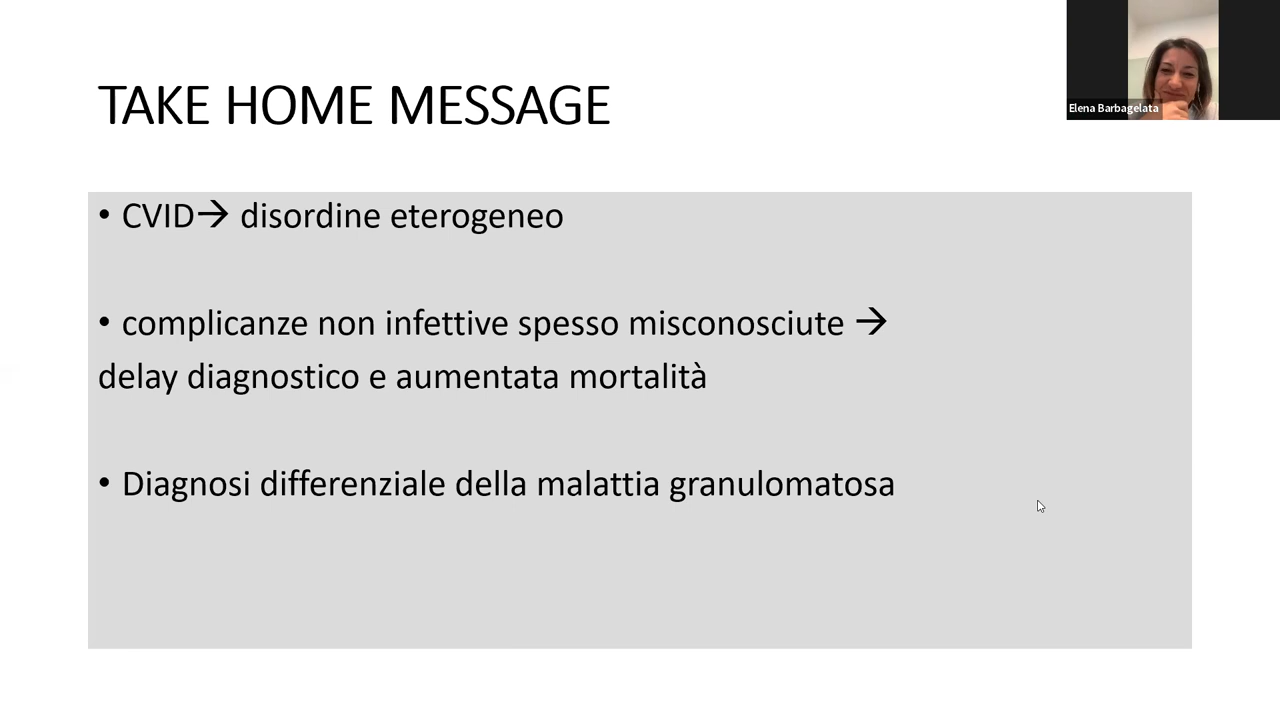 TAKE HOME MESSAGE
Elena Barbagelata
• CVID→ disordine eterogeneo
• complicanze non infettive spesso misconosciute →
delay diagnostico e aumentata mortalità
• Diagnosi differenziale della malattia granulomatosa